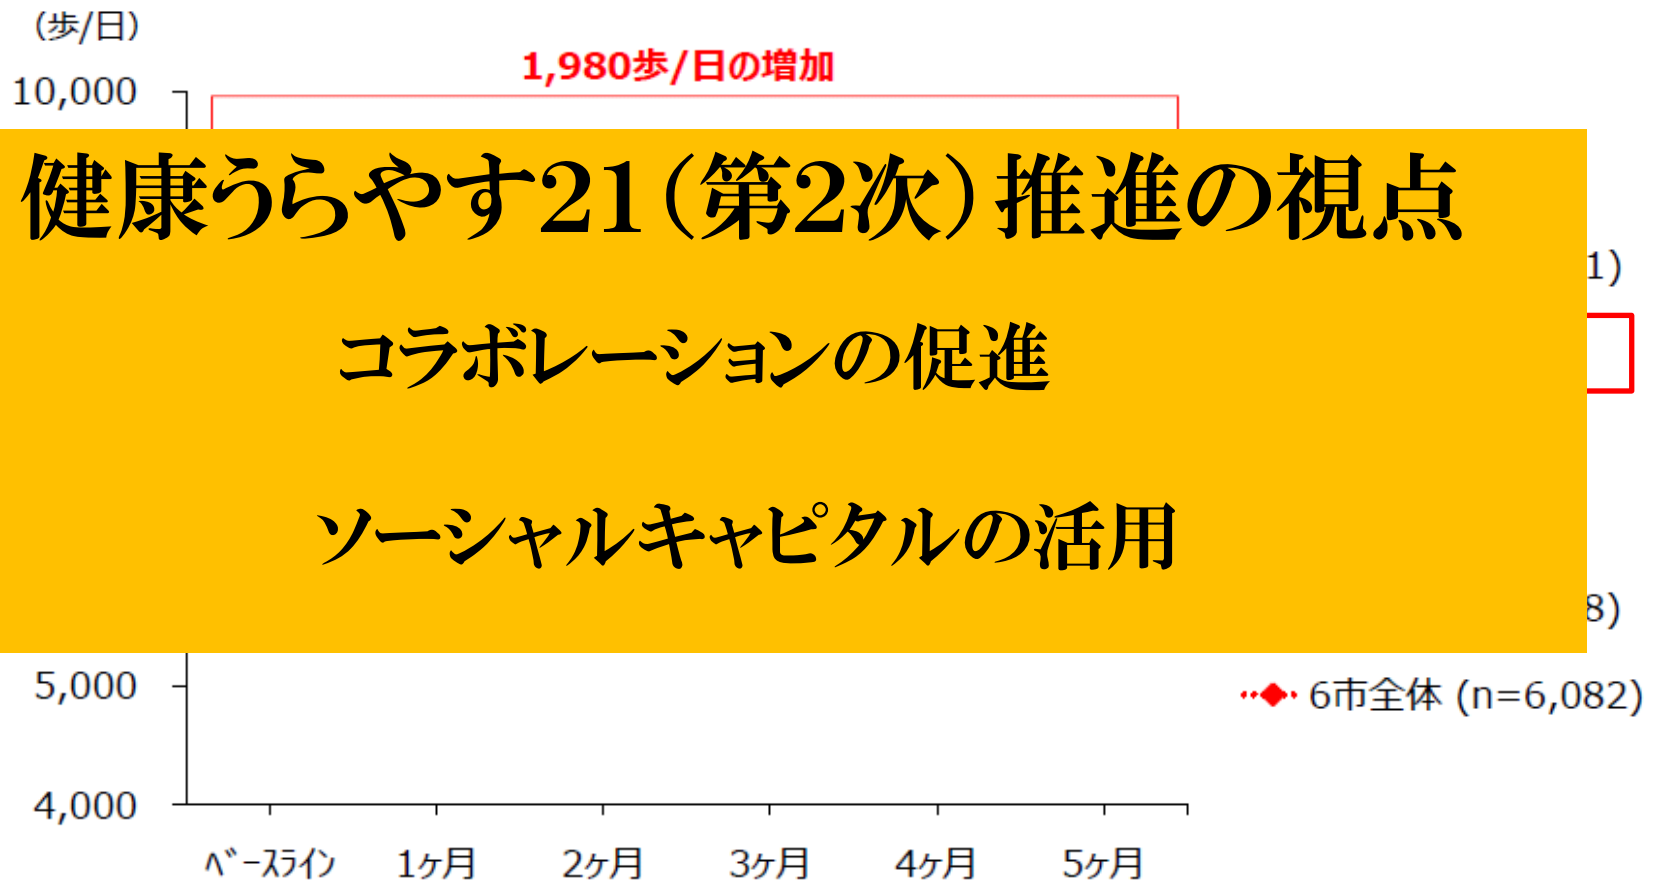 （歩/日）
1,980歩/日の増加
10,000
健康うらやす21（第2次）推進の視点
コラボレーションの促進
ソーシャルキャピタルの活用
1)
8)
5,000
6市全体 (n=6,082)
4,000
ﾍﾞｰｽﾗｲﾝ 1ヶ月 2ヶ月 3ヶ月 4ヶ月 5ヶ月